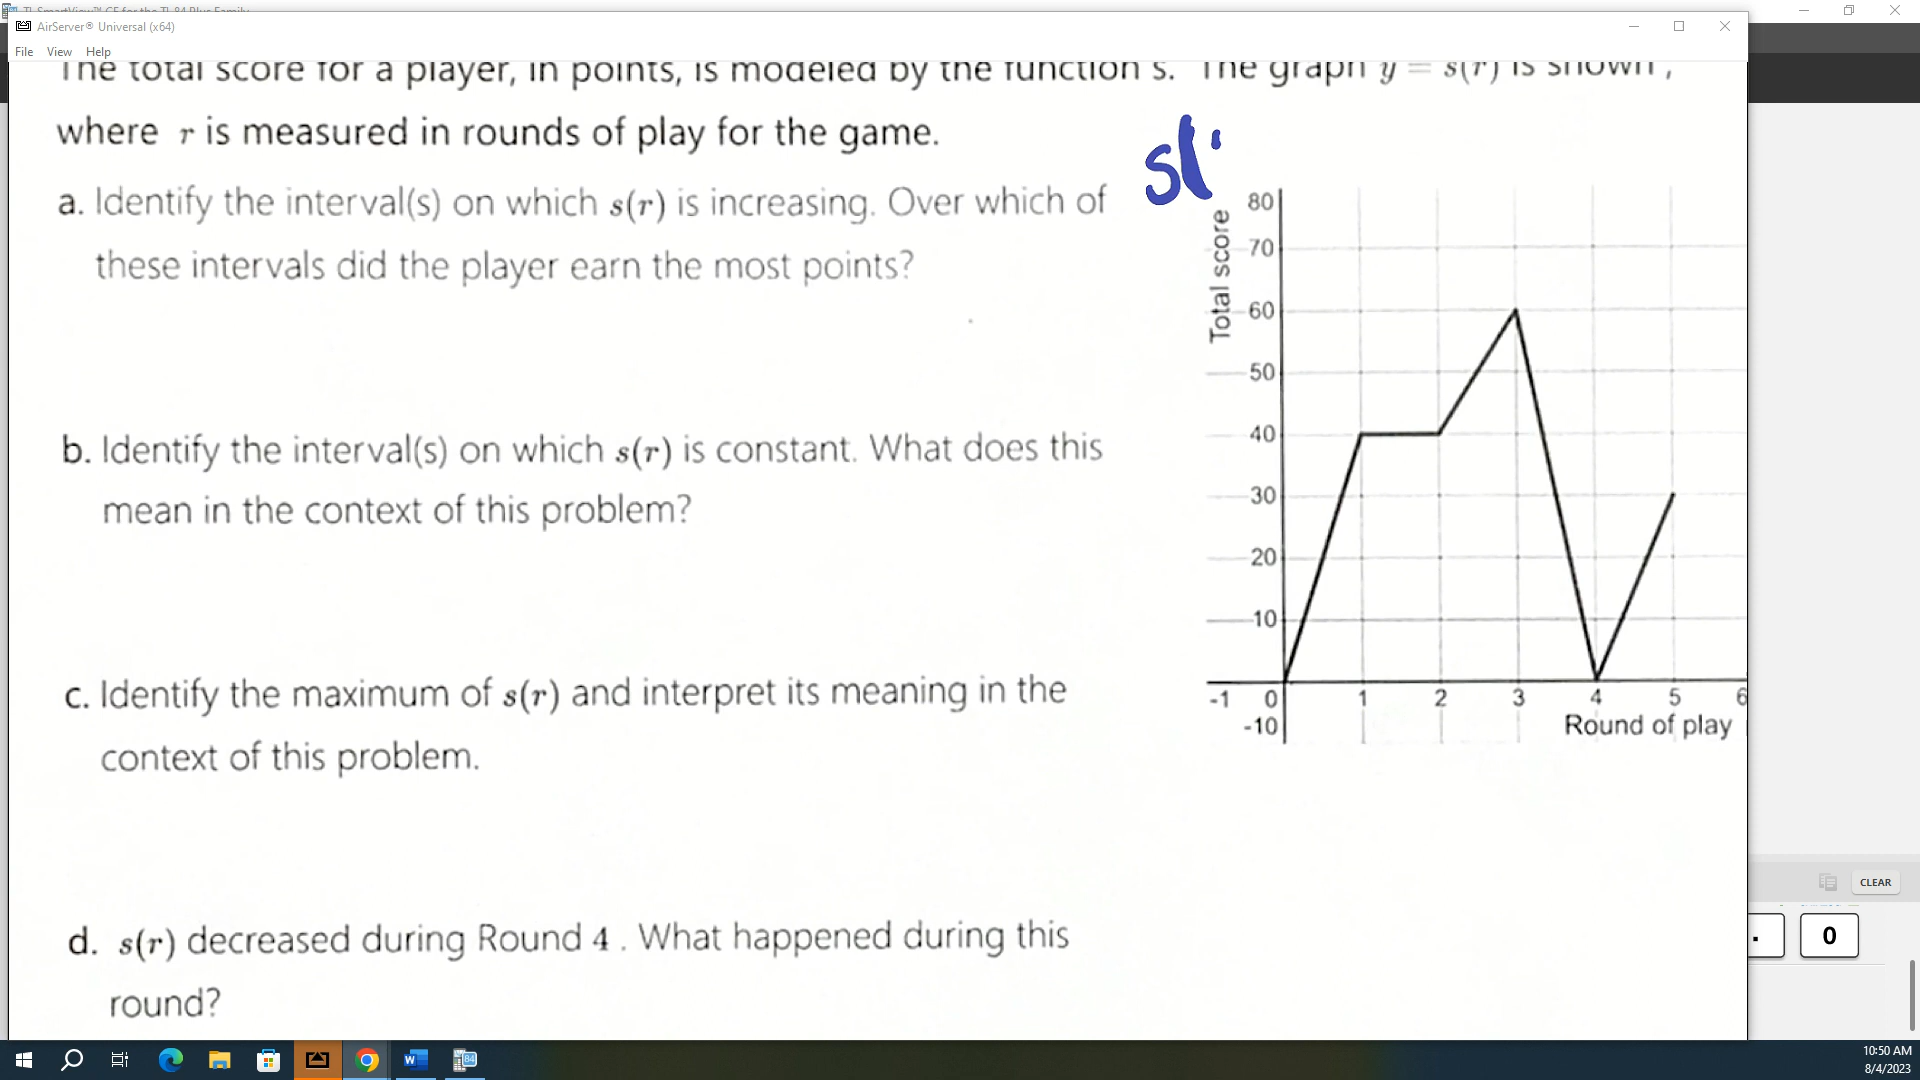 AirServer® Universal (x64)
File View Help
The total score for a player, in points, is modeled by the function s. The graph y = s(r) is shown,
where r is measured in rounds of play for the game.
s(
a. Identify the interval(s) on which s(r) is increasing. Over which of
these intervals did the player earn the most points?
b. Identify the interval(s) on which s(r) is constant. What does this
mean in the context of this problem?
c. Identify the maximum of s(r) and interpret its meaning in the
context of this problem.
d. s(r) decreased during Round 4 . What happened during this
round?
Total score
80
70
60
50
40
30
20
10
-1 0 1 2 3 4 5 6
-10
Round of play
CLEAR
. 0
84
10:50 AM
8/4/2023